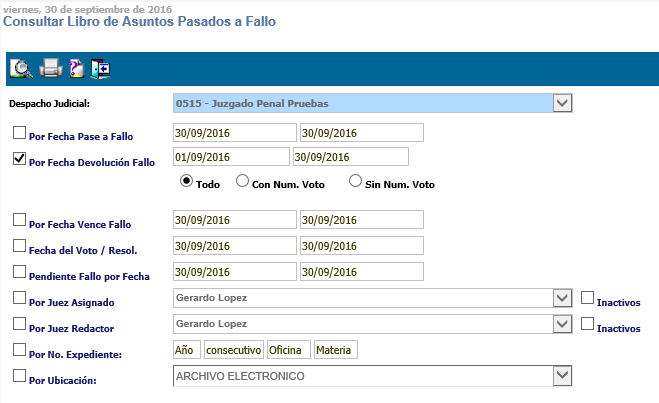 viernes, 30 de septiembre de 2016
Consultar Libro de Asuntos Pasados a Fallo
Despacho Judicial: 0515 - Juzgado Penal Pruebas
Por Fecha Pase a Fallo 30/09/2016 30/09/2016
Por Fecha Devolución Fallo 01/09/2016 30/09/2016
Todo Con Num. Voto Sin Num. Voto
Por Fecha Vence Fallo 30/09/2016 30/09/2016
Fecha del Voto / Resol. 30/09/2016 30/09/2016
Pendiente Fallo por Fecha 30/09/2016 30/09/2016
Por Juez Asignado Gerardo Lopez Inactivos
Por Juez Redactor Gerardo Lopez Inactivos
Por No. Expediente: Año consecutivo Oficina Materia
Por Ubicación: ARCHIVO ELECTRONICO